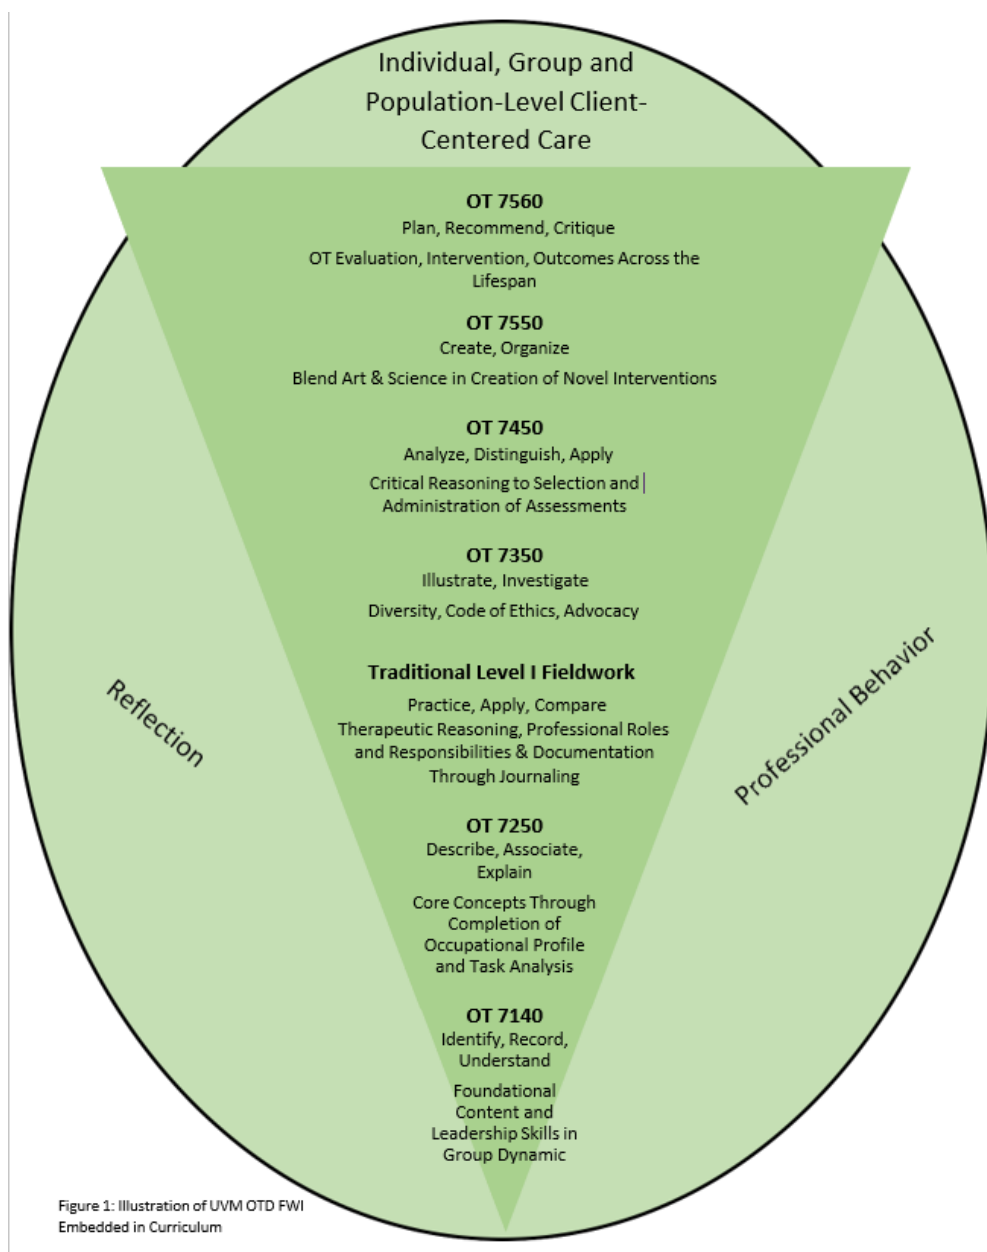 Individual, Group and
Population-Level Client-
Centered Care
OT 7560
Plan, Recommend, Critique
OT Evaluation, Intervention, Outcomes Across the
Lifespan
OT 7550
Create, Organize
Blend Art & Science in Creation of Novel Interventions
OT 7450
Analyze, Distinguish, Apply
Critical Reasoning to Selection and
Administration of Assessments
OT 7350
Illustrate, Investigate
Diversity, Code of Ethics, Advocacy
Traditional Level I Fieldwork
Practice, Apply, Compare
Therapeutic Reasoning, Professional Roles
and Responsibilities & Documentation
Through Journaling
Reflection
Professional Behavior
OT 7250
Describe, Associate,
Explain
Core Concepts Through
Completion of
Occupational Profile
and Task Analysis
OT 7140
Identify, Record,
Understand
Foundational
Content and
Leadership Skills in
Group Dynamic
Figure 1: Illustration of UVM OTD FWI
Embedded in Curriculum